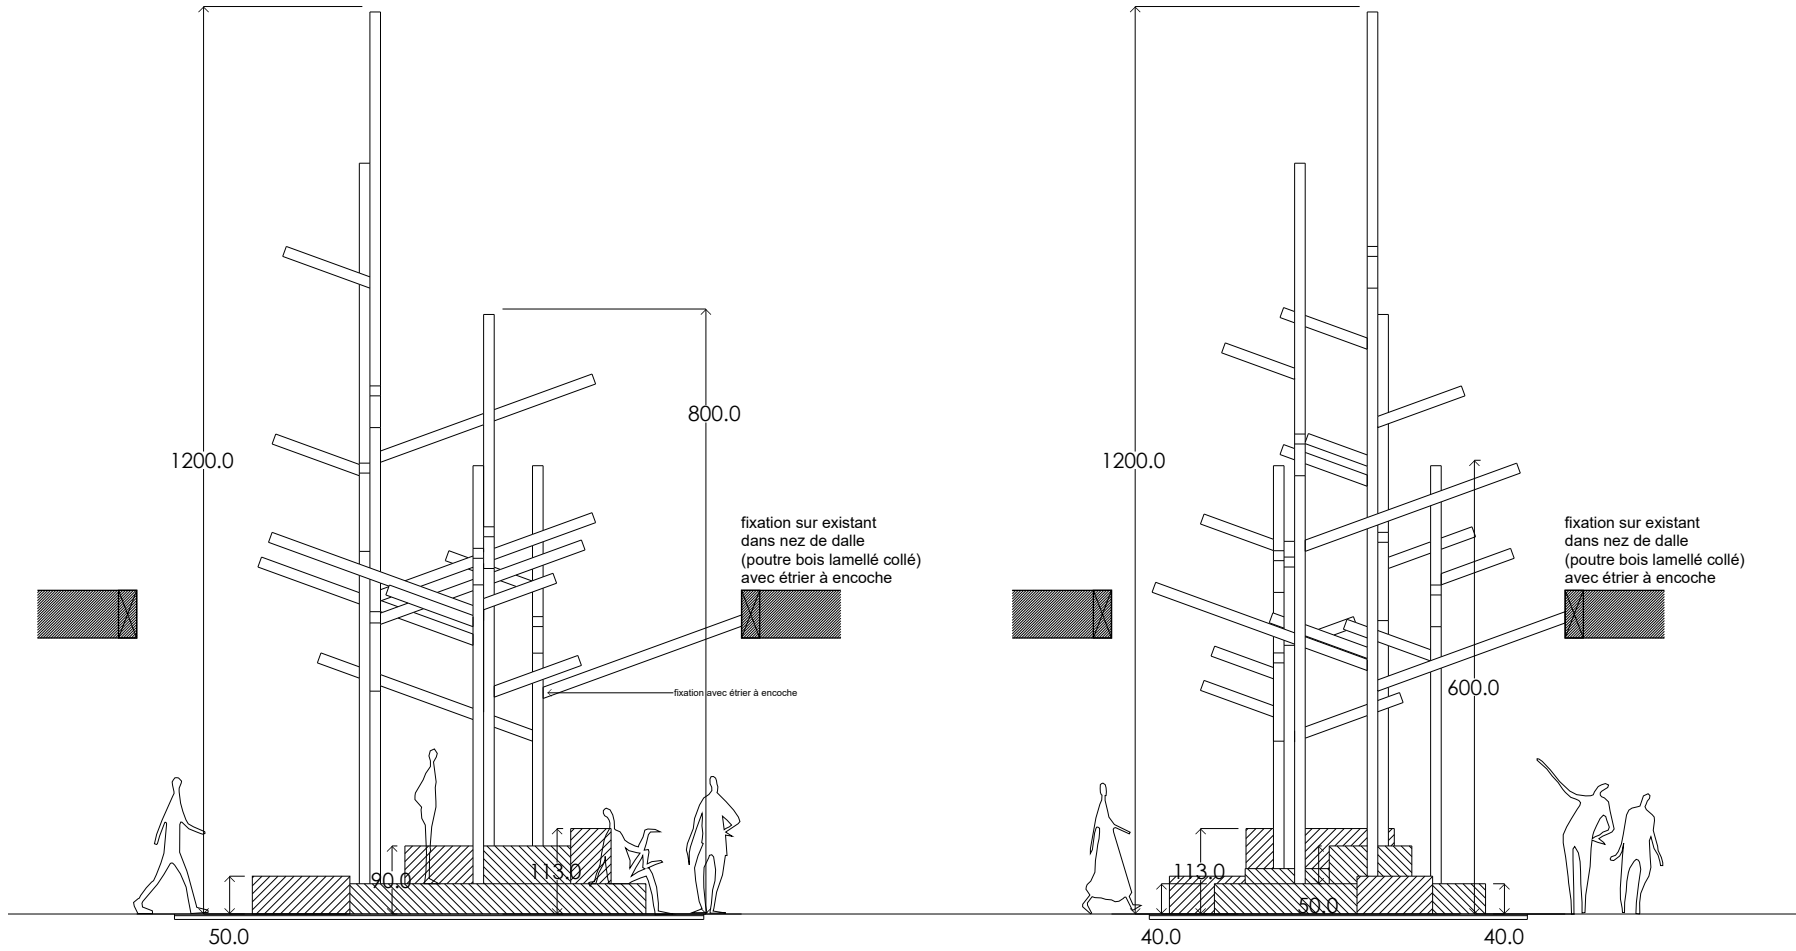 1200.0
800.0
fixation sur existant
dans nez de dalle
(poutre bois lamellé collé)
avec étrier à encoche
fixation avec étrier à encoche
90.0
113.0
50.0
1200.0
fixation sur existant
dans nez de dalle
(poutre bois lamellé collé)
avec étrier à encoche
600.0
113.0
50.0
40.0
40.0